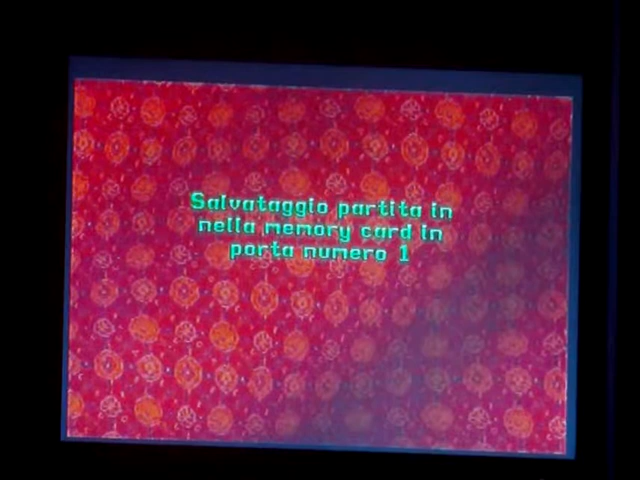 Salvataggio partita in
nella memory card in
porta numero 1